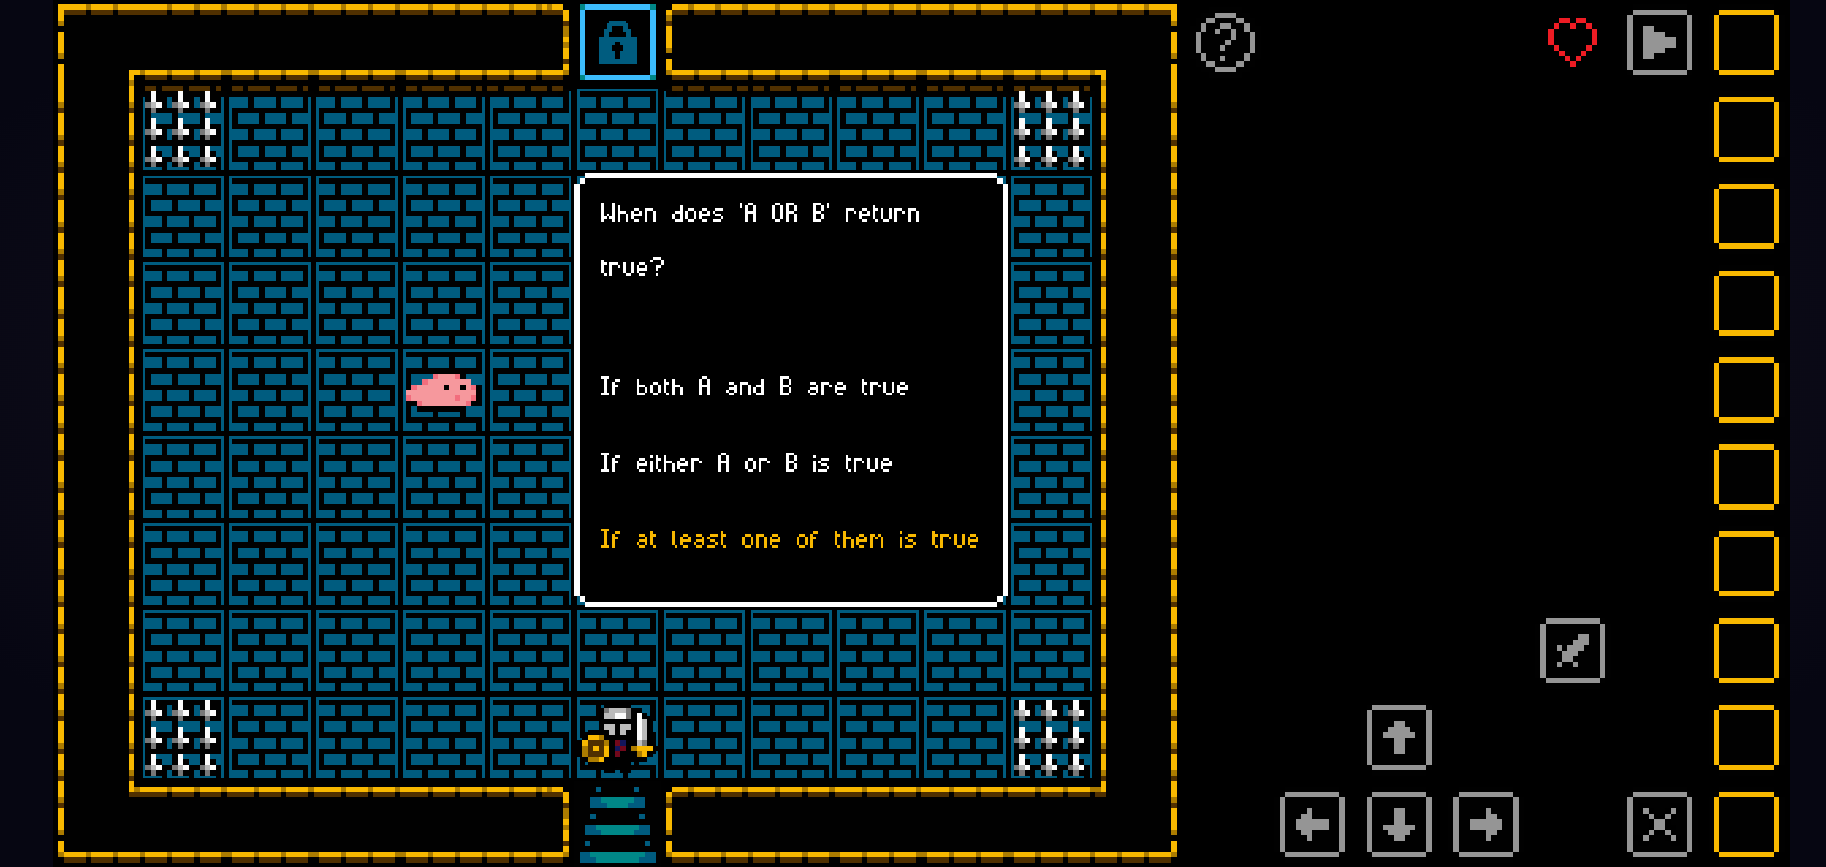 When does 'A OR B' return
true?
If both A and B are true
If either A or B is true
If at least one of them is true
?